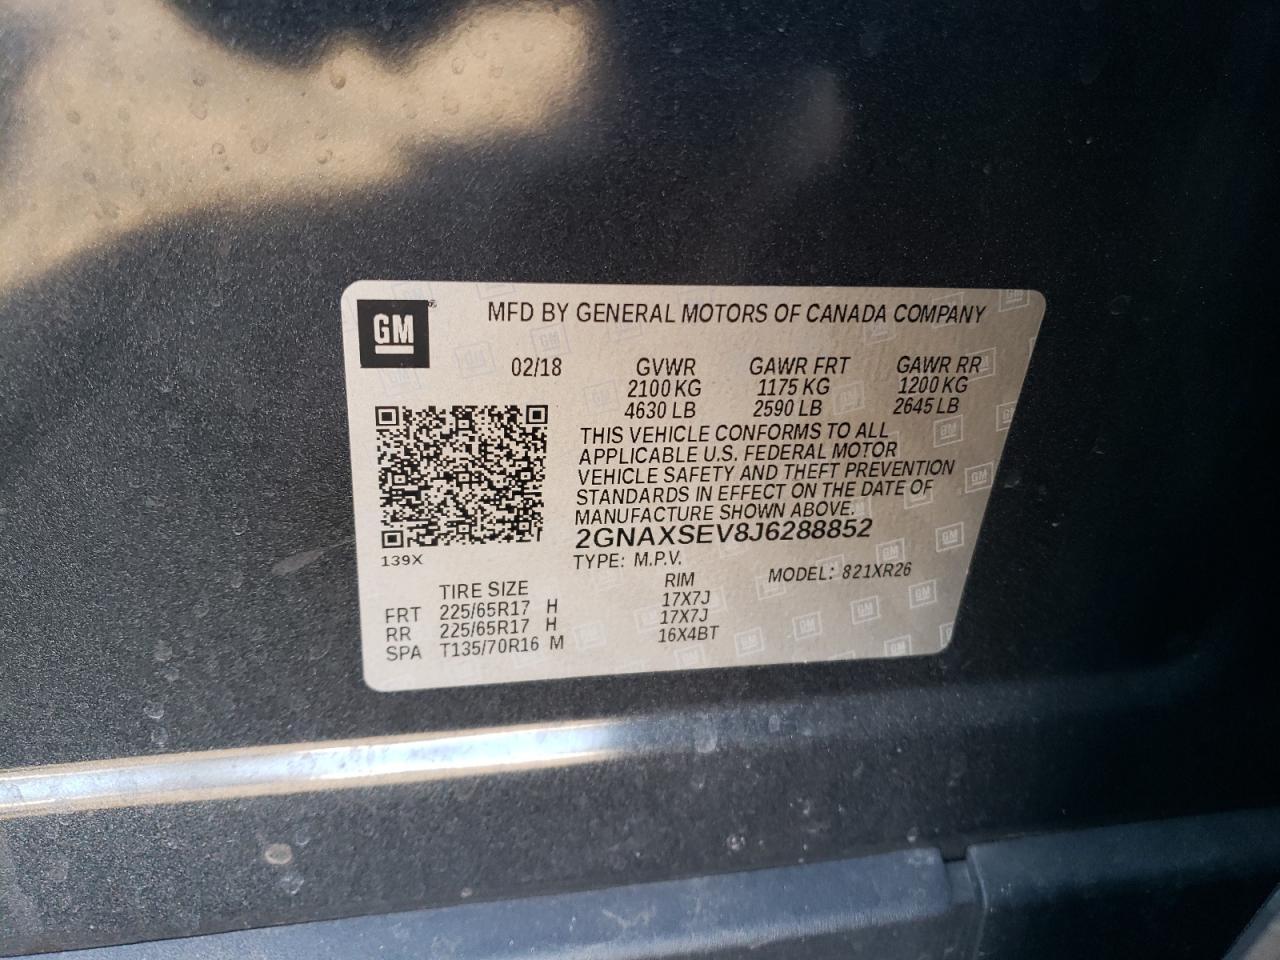 GM
MFD BY GENERAL MOTORS OF CANADA COMPANY
02/18 GVWR GAWR FRT GAWR RR
2100 KG 1175 KG 1200 KG
4630 LB 2590 LB 2645 LB
THIS VEHICLE CONFORMS TO ALL
APPLICABLE U.S. FEDERAL MOTOR
VEHICLE SAFETY AND THEFT PREVENTION
STANDARDS IN EFFECT ON THE DATE OF
MANUFACTURE SHOWN ABOVE.
2GNAXSEV8J6288852
139X
TYPE: M.P.V. MODEL: 821XR26
TIRE SIZE RIM
FRT 225/65R17 H 17X7J
RR 225/65R17 H 17X7J
SPA T135/70R16 M 16X4BT